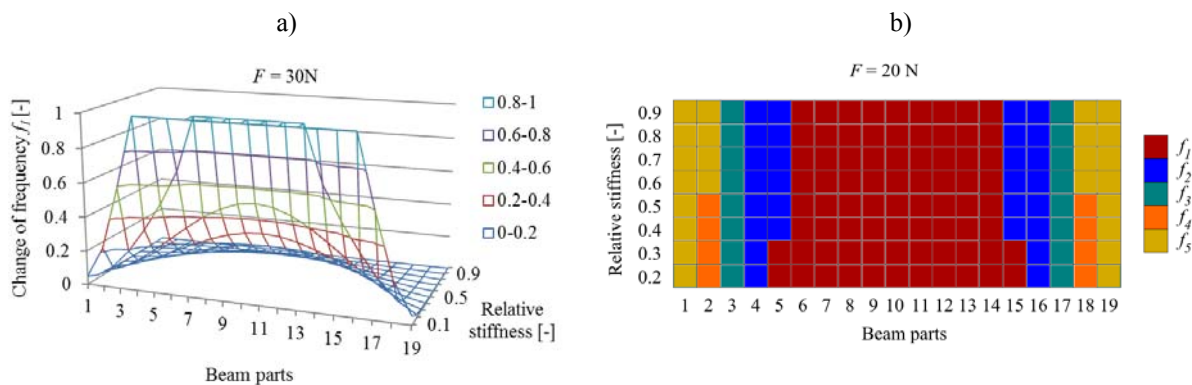 a)
F = 30N
Change of frequency f1 [-]
1
0.8
0.6
0.4
0.2
0
1
3
5
7
9
11
13
15
17
19
Beam parts
0.9
0.5
0.1
Relative
stiffness [-]
0.8-1
0.6-0.8
0.4-0.6
0.2-0.4
0-0.2
b)
F = 20 N
Relative stiffness [-]
0.9
0.8
0.7
0.6
0.5
0.4
0.3
0.2
1 2 3 4 5 6 7 8 9 10 11 12 13 14 15 16 17 18 19
Beam parts
f1
f2
f3
f4
f5